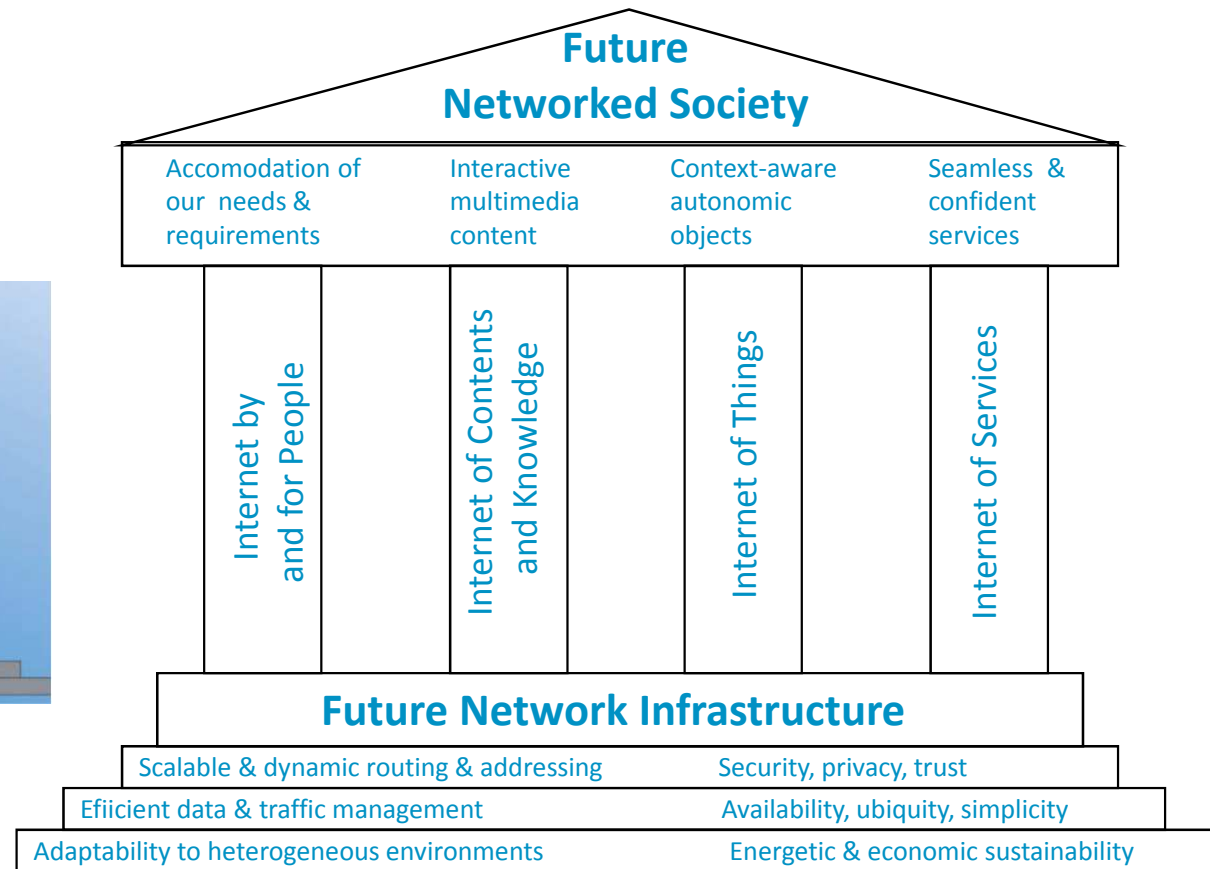 Future
Networked Society
Accomodation of
our needs &
requirements
Interactive
multimedia
content
Context-aware
autonomic
objects
Seamless &
confident
services
Internet by
and for People
Internet of Contents
and Knowledge
Internet of Things
Internet of Services
Future Network Infrastructure
Scalable & dynamic routing & addressing
Security, privacy, trust
Efiicient data & traffic management
Availability, ubiquity, simplicity
Adaptability to heterogeneous environments
Energetic & economic sustainability